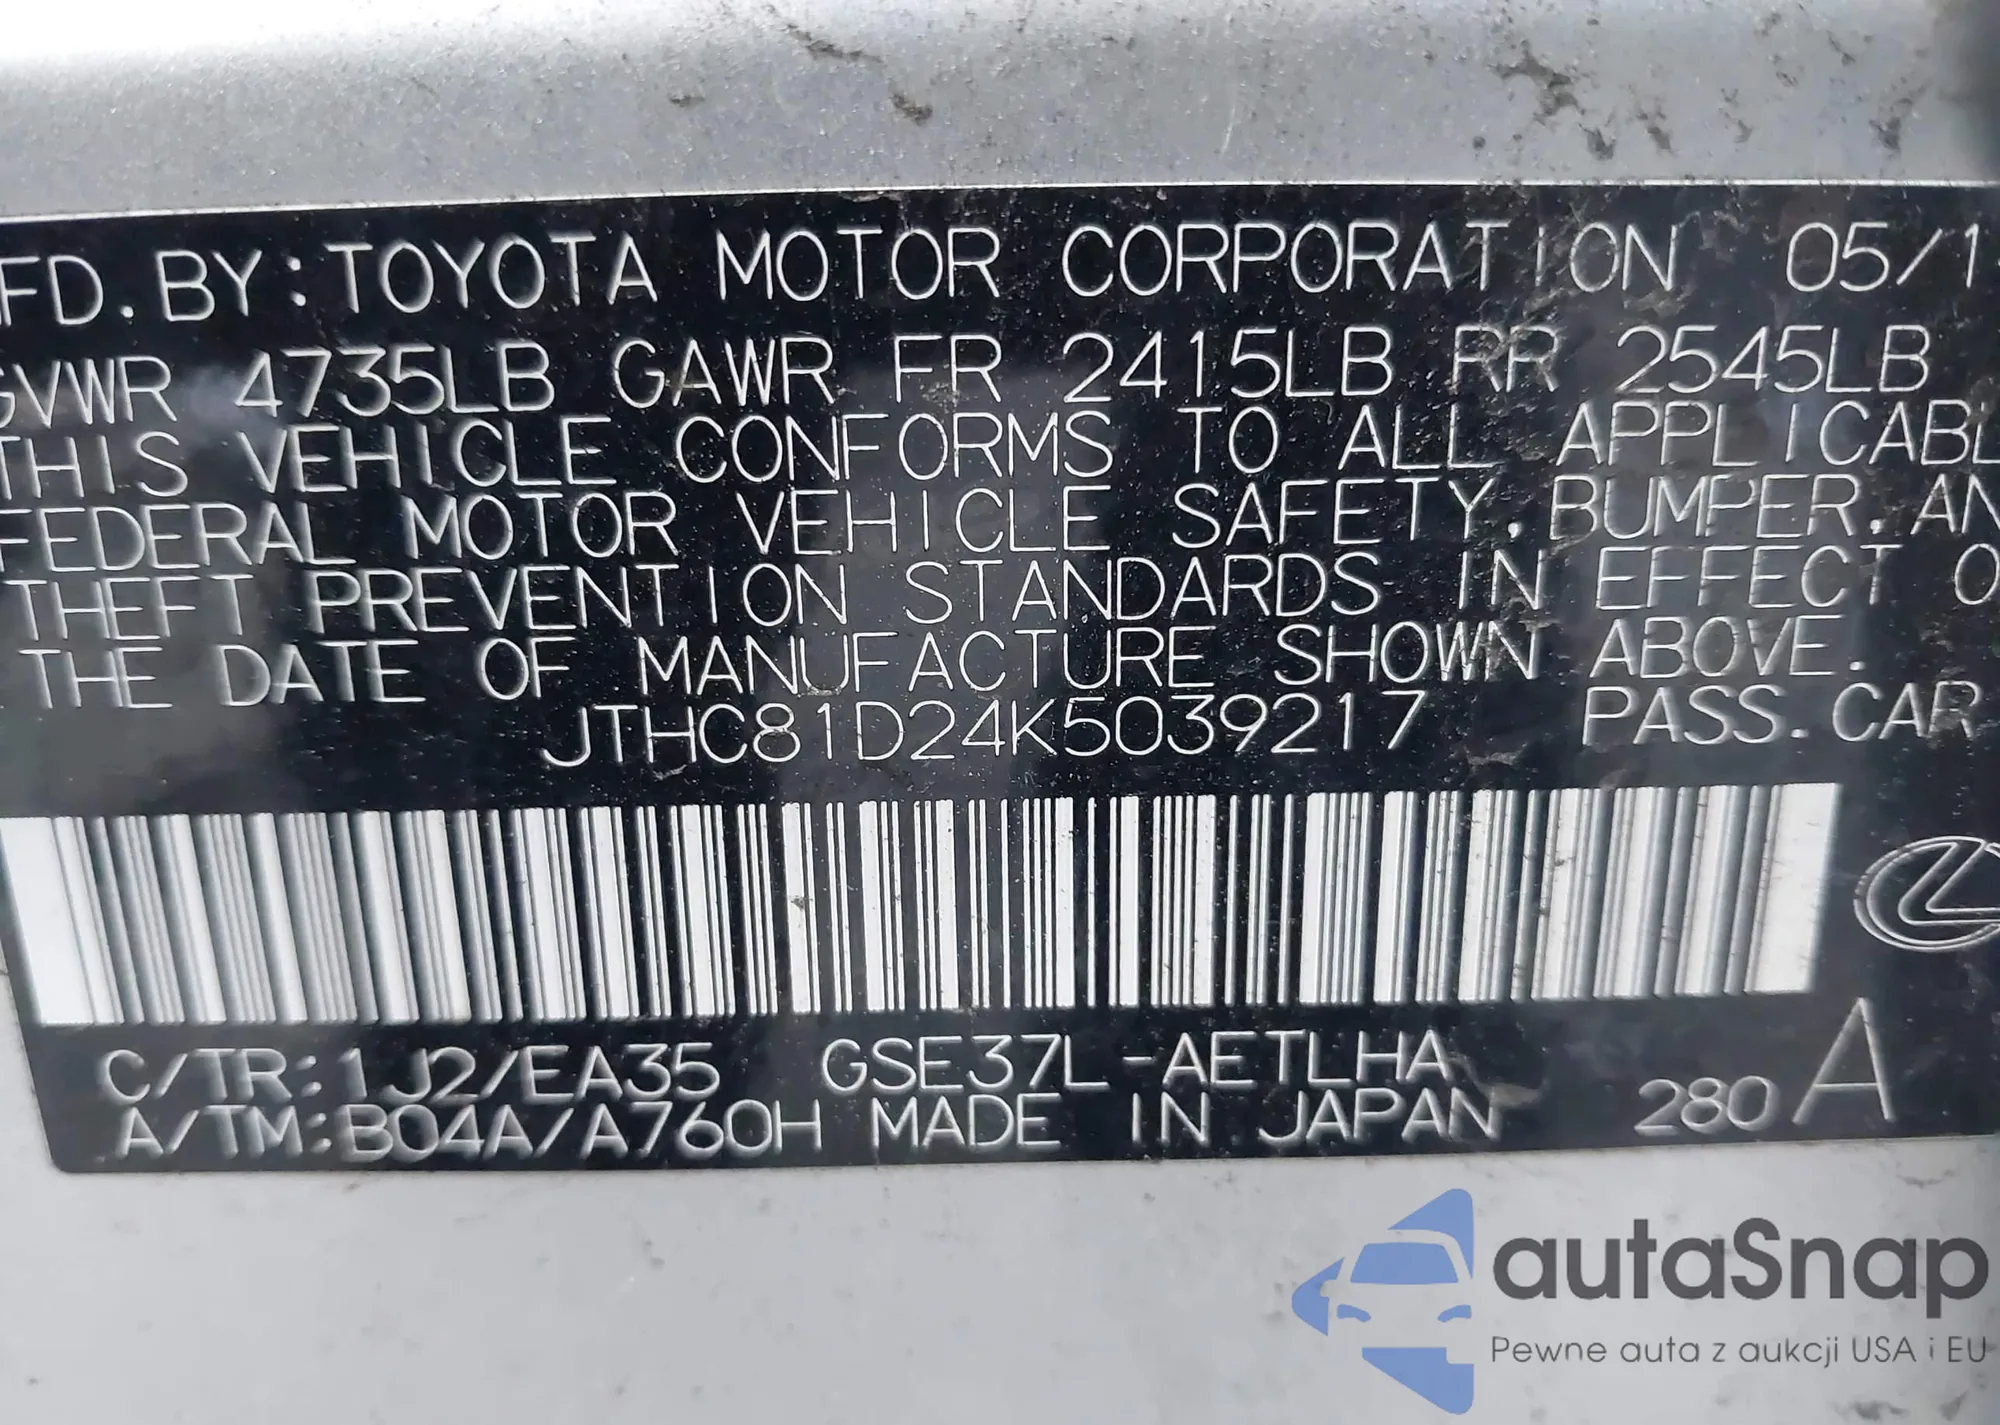 FD. BY: TOYOTA MOTOR CORPORATION 05/1
GVWR 4735LB GAWR FR 2415LB RR 2545LB
THIS VEHICLE CONFORMS TO ALL APPLICABL
FEDERAL MOTOR VEHICLE SAFETY, BUMPER, AN
THEFT PREVENTION STANDARDS IN EFFECT O
THE DATE OF MANUFACTURE SHOWN ABOVE.
JTHC81D24K5039217 PASS. CAR
C/TR: 1J2/EA35 GSE37L-AETLHA
A/TM: B04A/A760H MADE IN JAPAN 280 A
autaSnap
Pewne auta z aukcji USA i EU